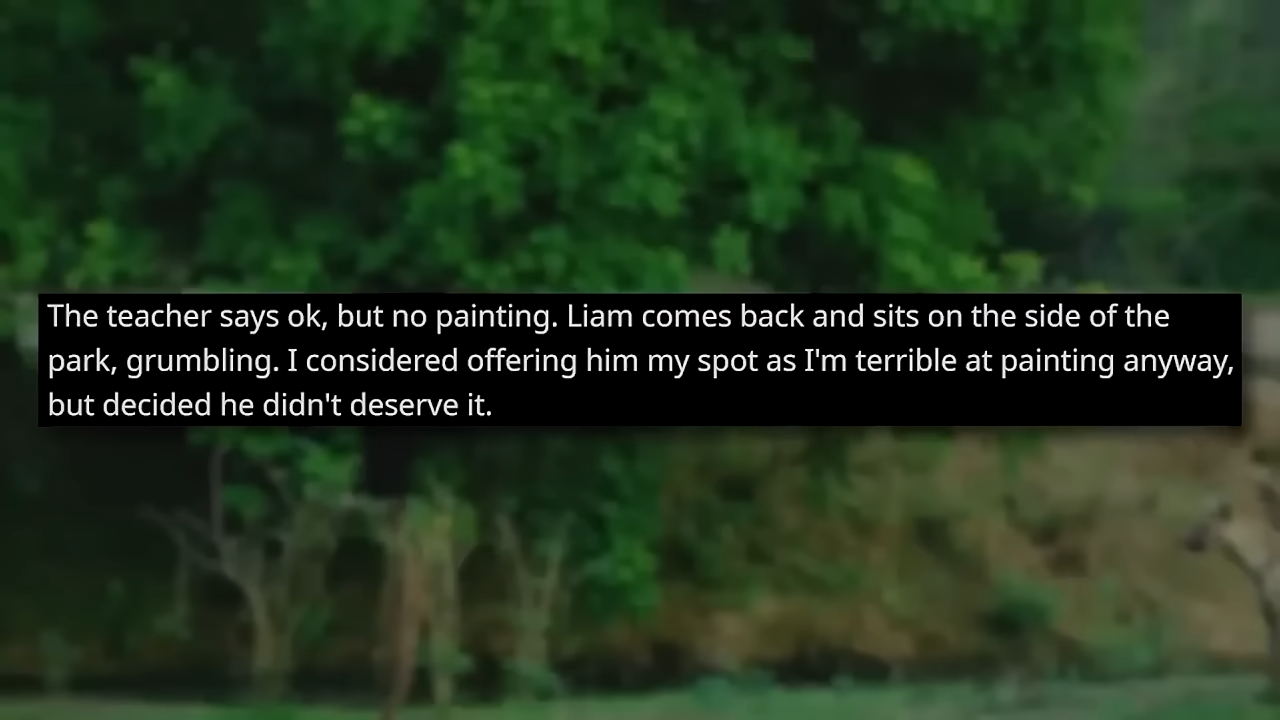 The teacher says ok, but no painting. Liam comes back and sits on the side of the
park, grumbling. I considered offering him my spot as I'm terrible at painting anyway,
but decided he didn't deserve it.